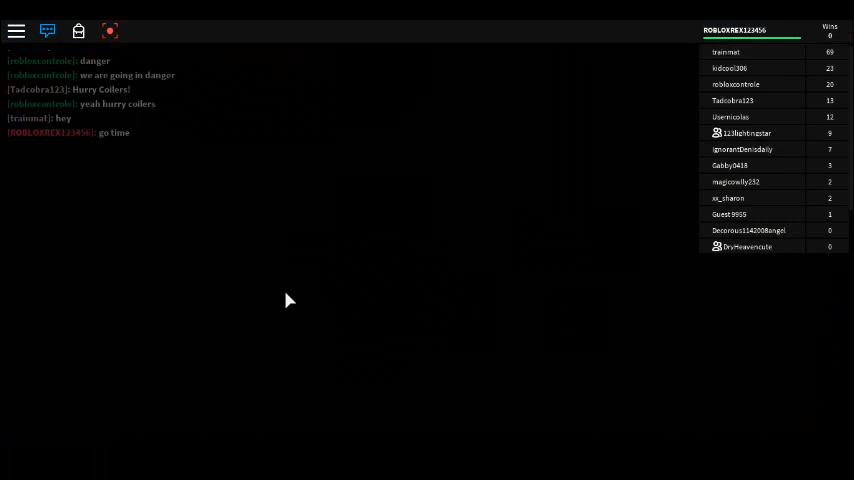 ROBLOXREX123456
Wins
0
[robloxcontrole]: danger
[robloxcontrole]: we are going in danger
[Tadcobra123]: Hurry Coilers!
[robloxcontrole]: yeah hurry coilers
[trainmat]: hey
[ROBLOXREX123456]: go time
trainmat 69
kidcool306 23
robloxcontrole 20
Tadcobra123 13
Usernicolas 12
123lightingstar 9
IgnorantDenisdaily 7
Gabby0418 3
magicowlly232 2
xx_sharon 2
Guest 9955 1
Decorous1142008angel 0
DryHeavencute 0